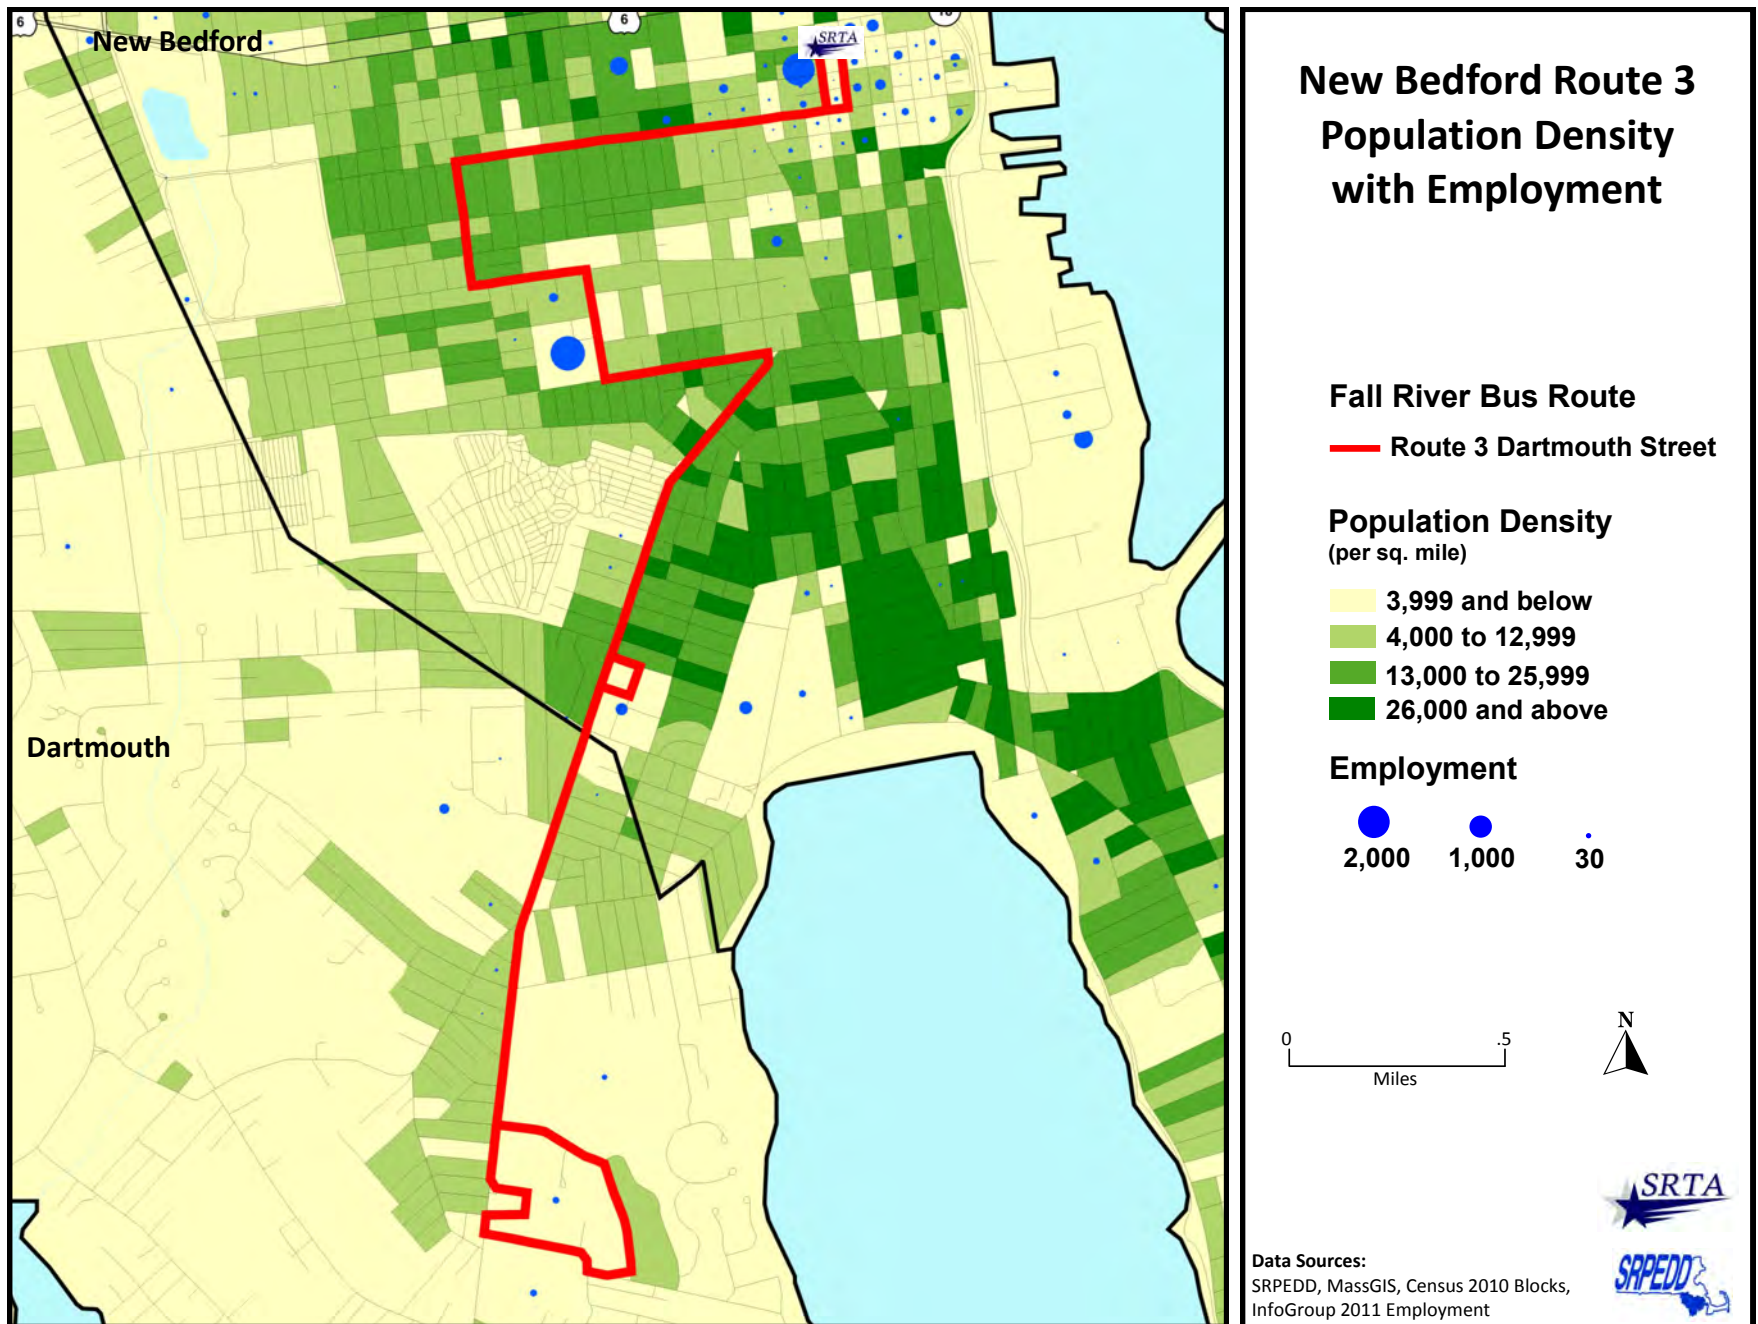 6
New Bedford
6
SRTA
Dartmouth
New Bedford Route 3
Population Density
with Employment
Fall River Bus Route
Route 3 Dartmouth Street
Population Density
(per sq. mile)
3,999 and below
4,000 to 12,999
13,000 to 25,999
26,000 and above
Employment
2,000 1,000 30
0 .5
Miles
N
SRTA
Data Sources:
SRPEDD, MassGIS, Census 2010 Blocks,
InfoGroup 2011 Employment
SRPEDD